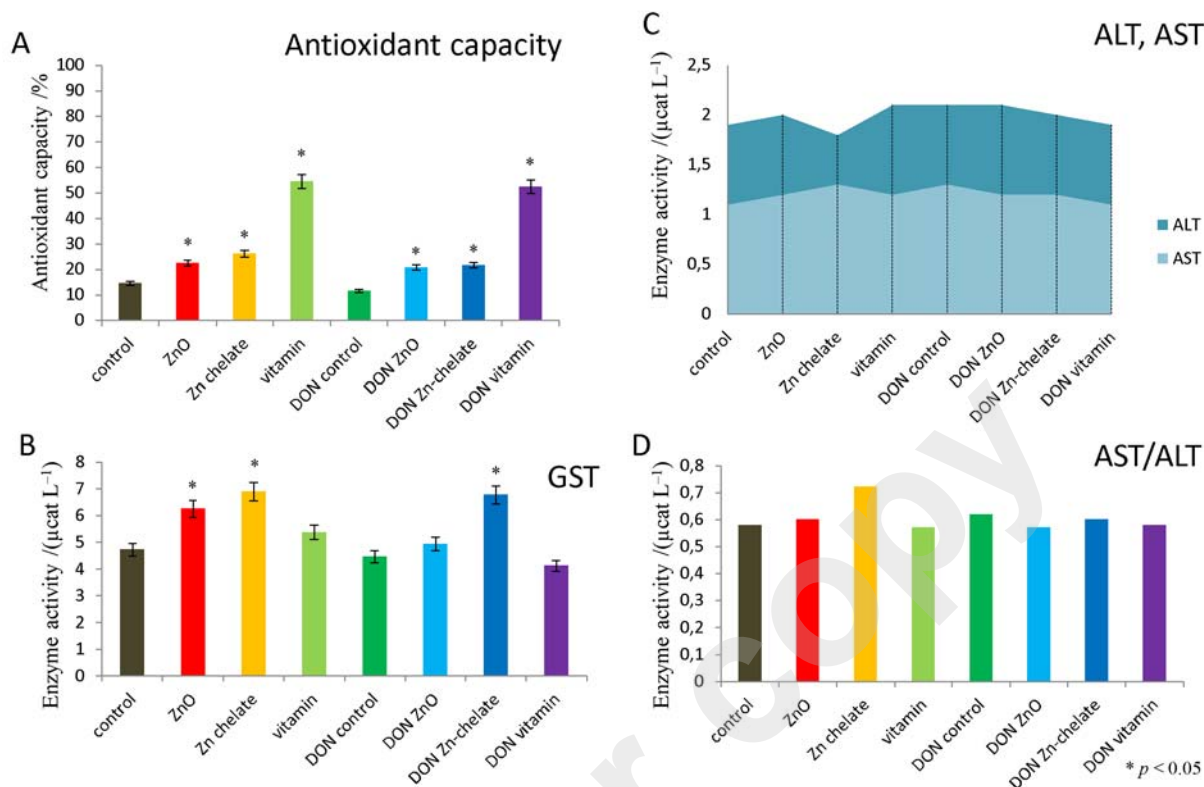 A
Antioxidant capacity
Antioxidant capacity /%
100
90
80
70
60
50
40
30
20
10
0
*
*
*
*
*
*
control
ZnO
Zn chelate
vitamin
DON control
DON ZnO
DON Zn-chelate
DON vitamin
C
ALT, AST
Enzyme activity /(µcat L⁻¹)
2,5
2
1,5
1
0,5
0
ALT
AST
control
ZnO
Zn chelate
vitamin
DON control
DON ZnO
DON Zn-chelate
DON vitamin
B
GST
Enzyme activity /(µcat L⁻¹)
8
7
6
5
4
3
2
1
0
*
*
*
control
ZnO
Zn chelate
vitamin
DON control
DON ZnO
DON Zn-chelate
DON vitamin
D
AST/ALT
Enzyme activity /(µcat L⁻¹)
0,8
0,7
0,6
0,5
0,4
0,3
0,2
0,1
0
control
ZnO
Zn chelate
vitamin
DON control
DON ZnO
DON Zn-chelate
DON vitamin
* p < 0.05
copy